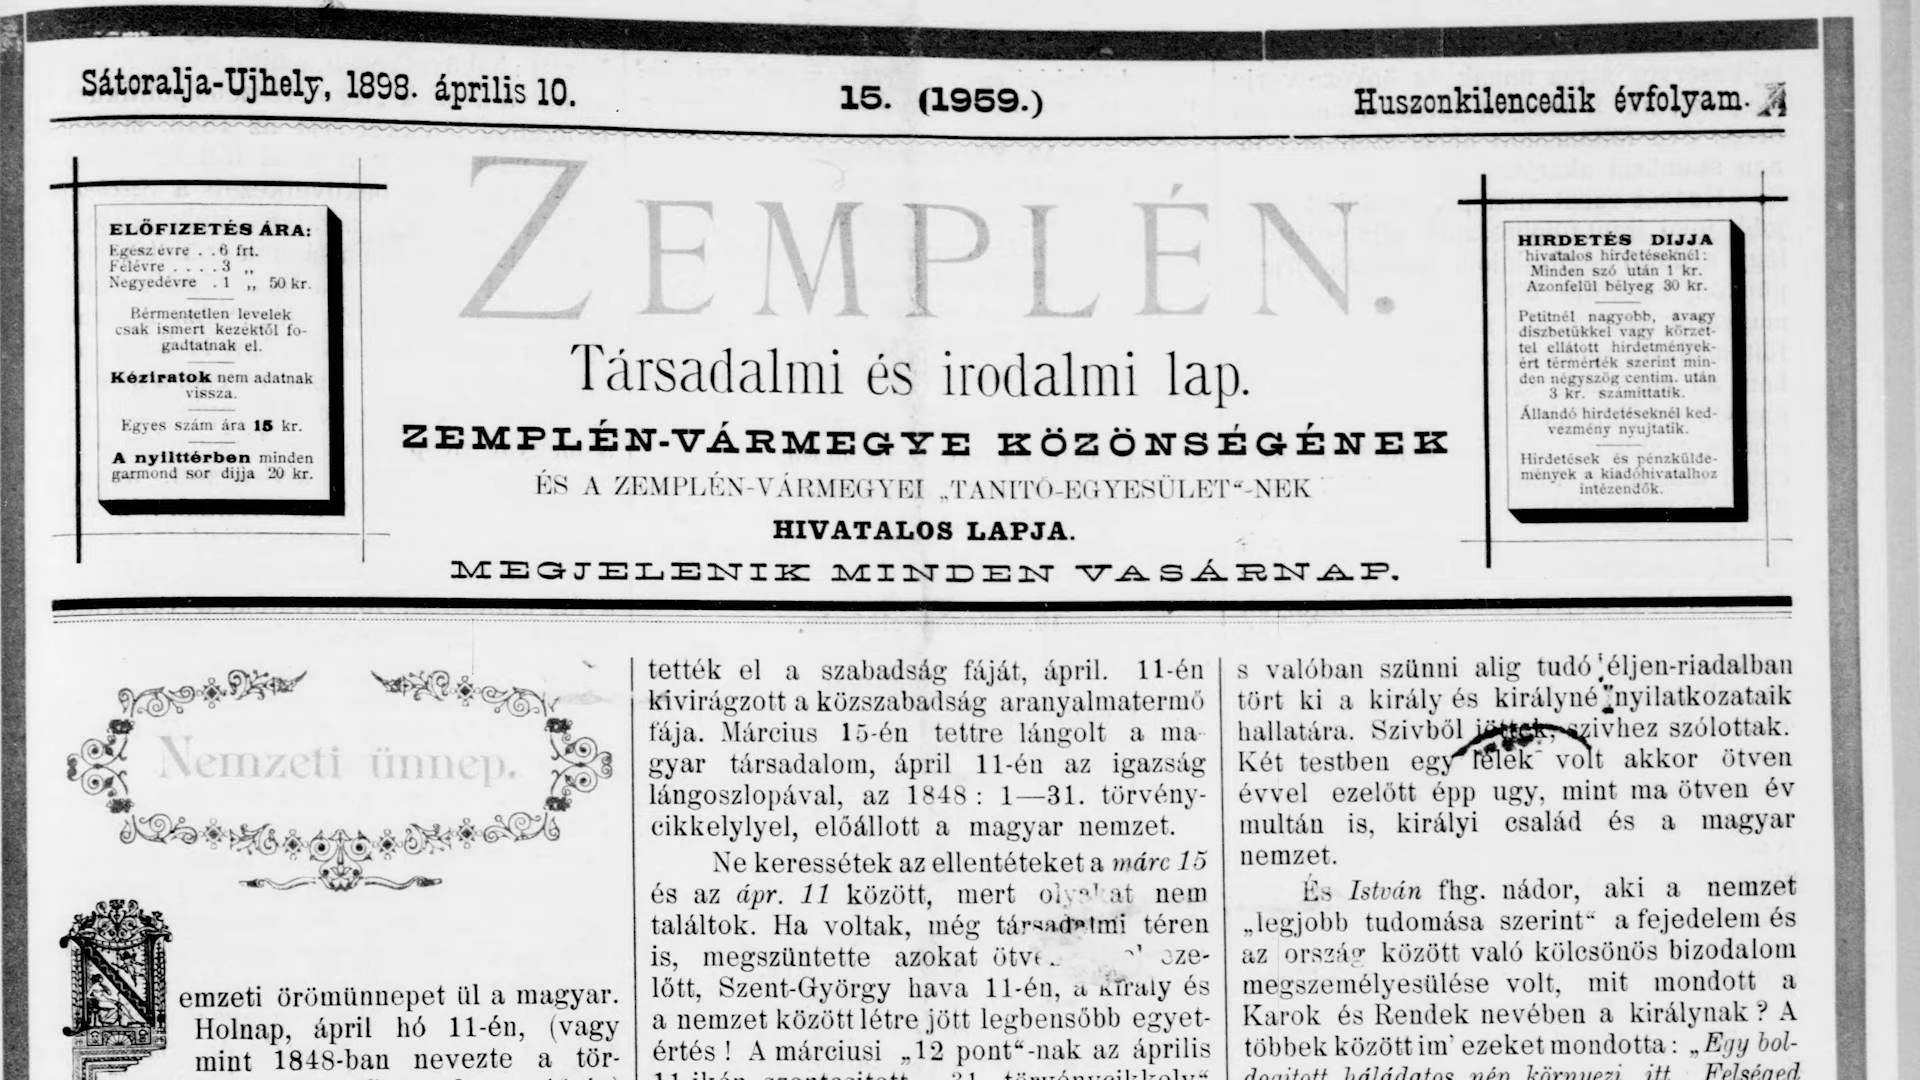 Sátoralja-Ujhely, 1898. április 10.
15. (1959.)
Huszonkilencedik évfolyam.
ELŐFIZETÉS ÁRA:
Egész évre . . 6 frt.
Félévre . . . . 3 „
Negyedévre . 1 „ 50 kr.
Bérmentetlen levelek
csak ismert kezektől fo-
gadtatnak el.
Kéziratok nem adatnak
vissza.
Egyes szám ára 15 kr.
A nyilttérben minden
garmond sor dijja 20 kr.
ZEMPLÉN.
Társadalmi és irodalmi lap.
ZEMPLÉN-VÁRMEGYE KÖZÖNSÉGÉNEK
ÉS A ZEMPLÉN-VÁRMEGYEI „TANITÓ-EGYESÜLET“-NEK
HIVATALOS LAPJA.
MEGJELENIK MINDEN VASÁRNAP.
HIRDETÉS DIJJA
hivatalos hirdetéseknél:
Minden szó után 1 kr.
Azonfelül bélyeg 30 kr.
Petitnél nagyobb, avagy
diszbetükkel vagy körzet-
tel ellátott hirdetmények-
ért térmérték szerint min-
den négyszög centim. után
3 kr. számittatik.
Állandó hirdetéseknél ked-
vezmény nyujtatik.
Hirdetések és pénzkülde-
mények a kiadóhivatalhoz
intézendők.
Nemzeti ünnep.
Nemzeti örömünnepet ül a magyar.
Holnap, április hó 11-én, (vagy
mint 1848-ban nevezte a tör-
tették el a szabadság fáját, április. 11-én
kivirágzott a közszabadság aranyalmatermő
fája. Március 15-én tettre lángolt a ma-
gyar társadalom, ápril 11-én az igazság
lángoszlopával, az 1848 : 1—31. törvény-
cikkelylyel, előállott a magyar nemzet.
Ne keressétek az ellentéteket a márc 15
és az ápr. 11 között, mert olyakat nem
találtok. Ha voltak, még társadalmi téren
is, megszüntette azokat eze-
lőtt, Szent-György hava 11-én, a király és
a nemzet között létre jött legbensőbb egyet-
értés ! A márciusi „12 pont“-nak az április
s valóban szünni alig tudó éljen-riadalban
tört ki a király és királyné nyilatkozataik
hallatára. Szivből jöttek, szivhez szólottak.
Két testben egy lélek volt akkor ötven
évvel ezelőtt épp ugy, mint ma ötven év
multán is, királyi család és a magyar
nemzet.
És István fhg. nádor, aki a nemzet
„legjobb tudomása szerint“ a fejedelem és
az ország között való kölcsönös bizodalom
megszemélyesülése volt, mit mondott a
Karok és Rendek nevében a királynak ? A
többek között im' ezeket mondotta : „Egy bol-
dogitott háládatos nép környezi itt Felséged